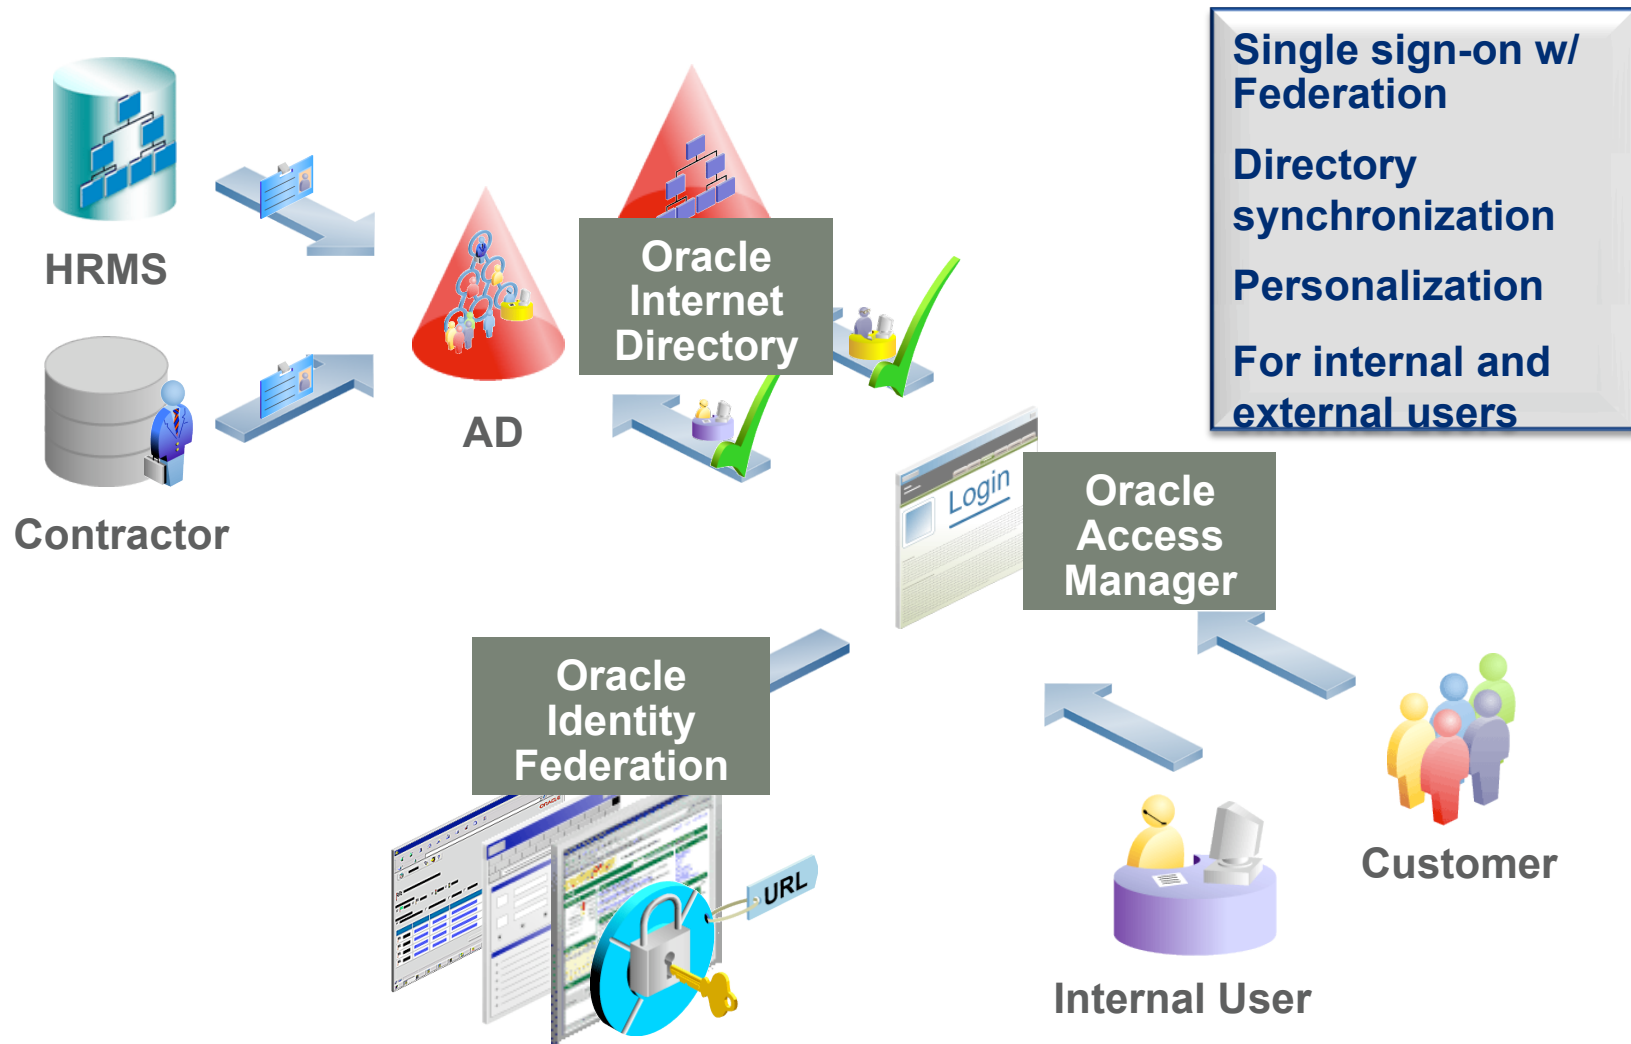 Single sign-on w/
Federation
Directory
synchronization
Personalization
For internal and
external users
HRMS
Oracle
Internet
Directory
AD
Contractor
Login
Oracle
Access
Manager
Oracle
Identity
Federation
ORACLE
URL
Customer
Internal User